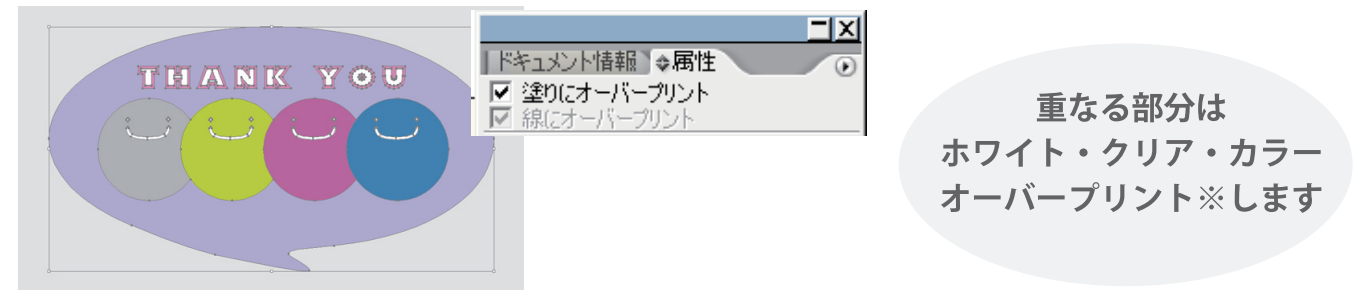 THANK YOU
ドキュメント情報 属性
塗りにオーバープリント
線にオーバープリント
重なる部分は
ホワイト・クリア・カラー
オーバープリント※します